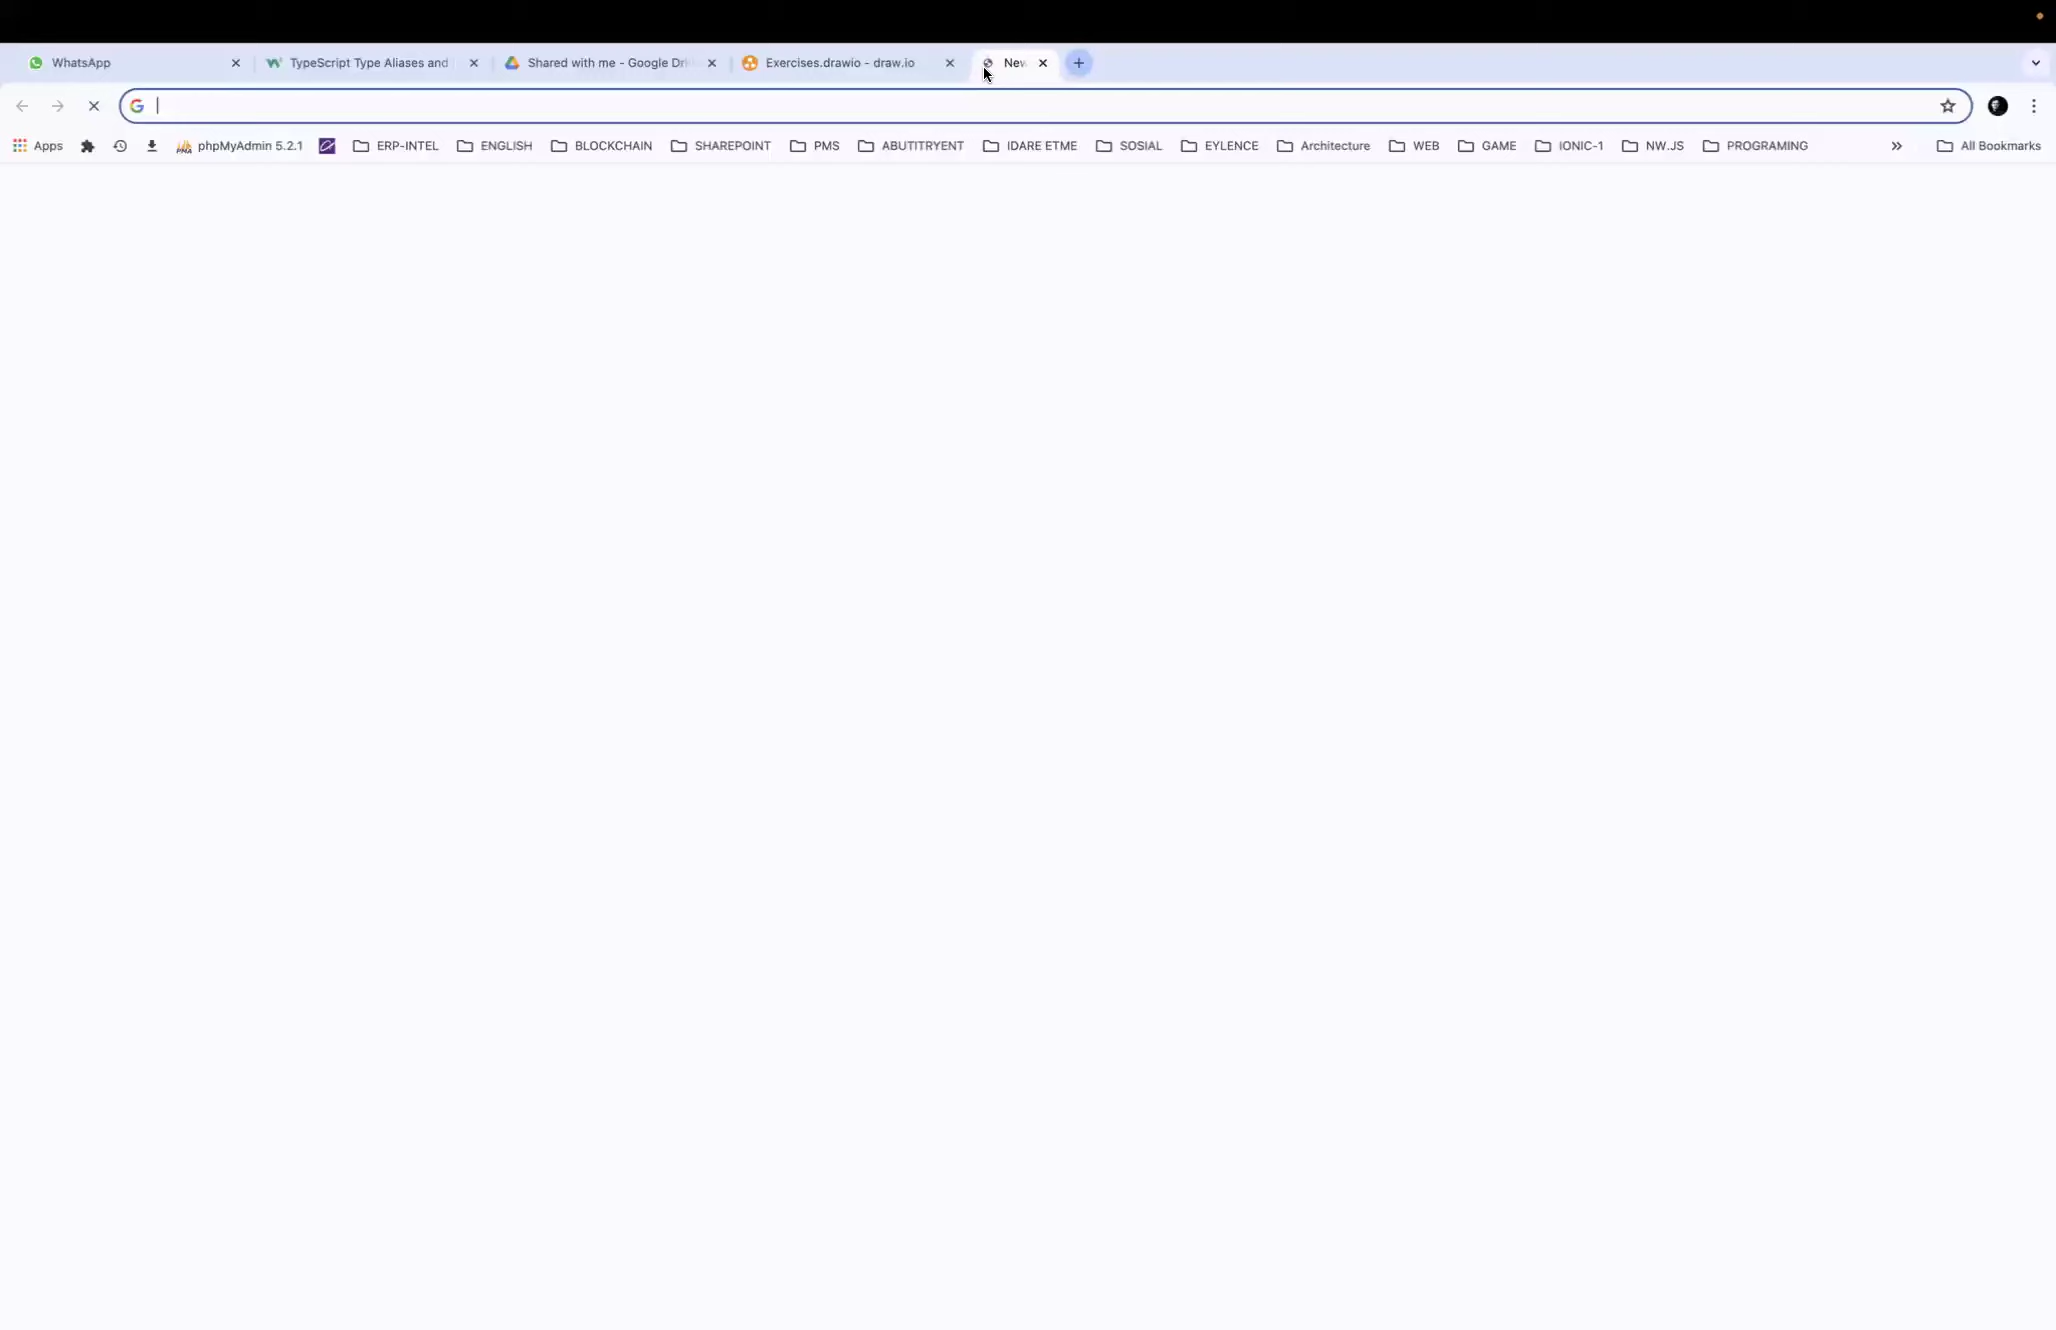 WhatsApp TypeScript Type Aliases and Shared with me - Google Dri Exercises.drawio - draw.io New
Apps phpMyAdmin 5.2.1 ERP-INTEL ENGLISH BLOCKCHAIN SHAREPOINT PMS ABUTITRYENT IDARE ETME SOSIAL EYLENCE Architecture WEB GAME IONIC-1 NW.JS PROGRAMING All Bookmarks